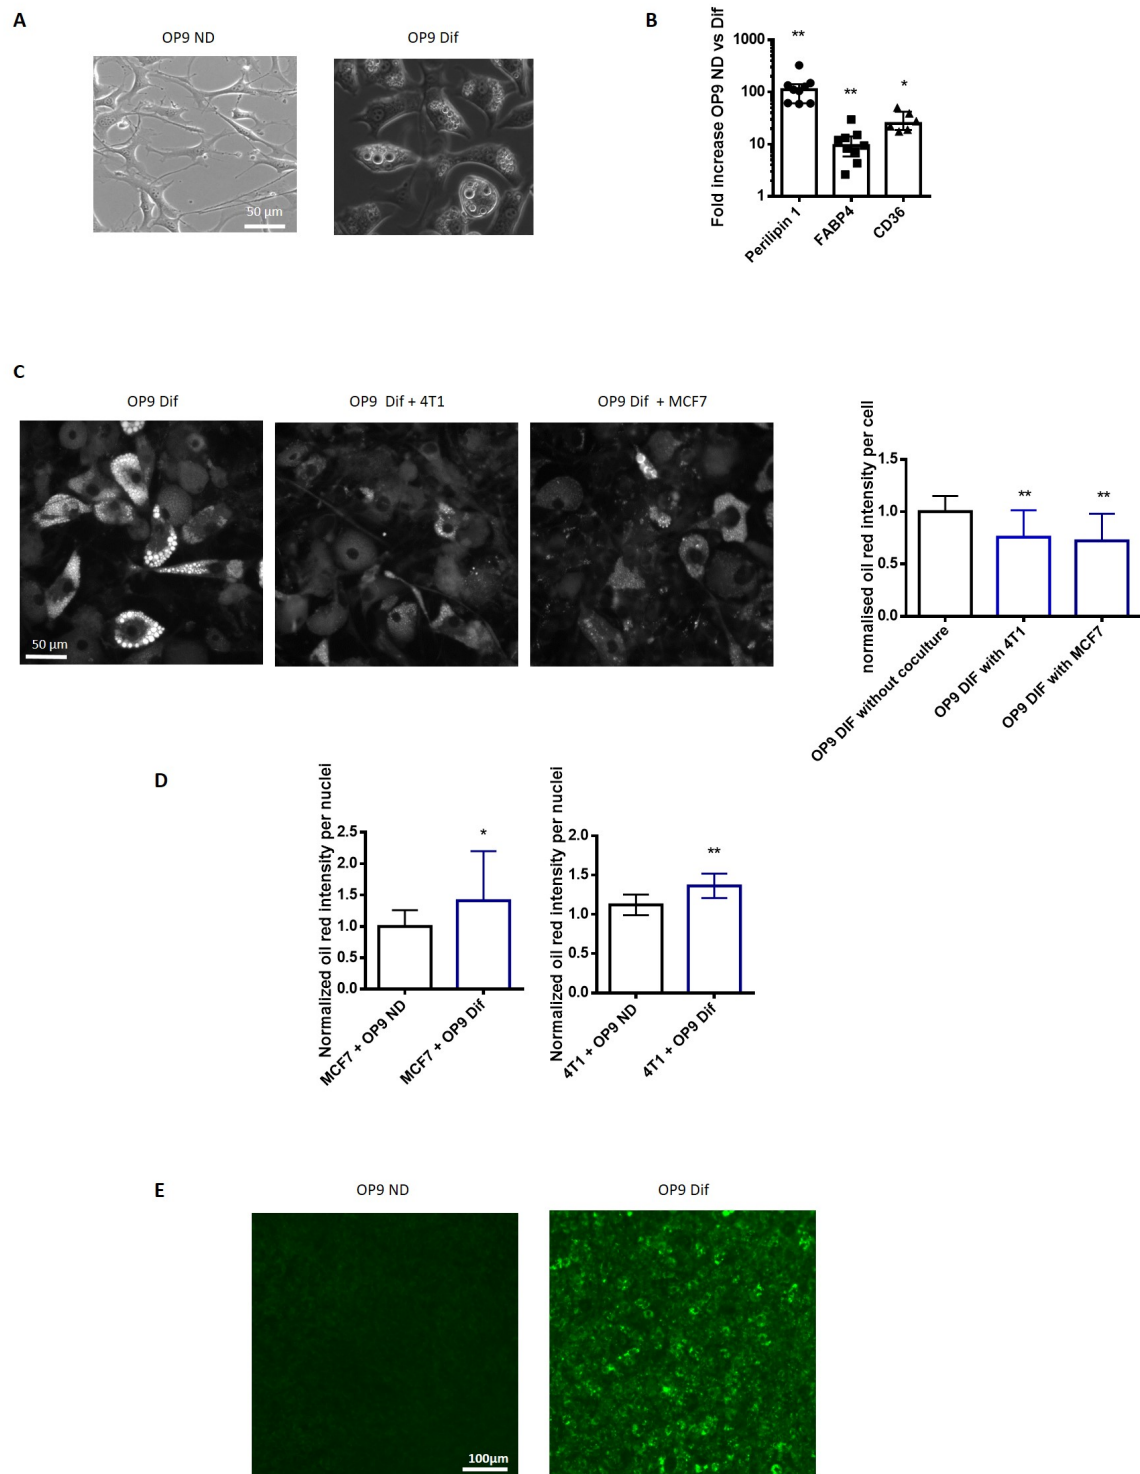 A
OP9 ND
OP9 Dif
50 µm
B
Fold increase OP9 ND vs Dif
1000
100
10
1
**
**
*
Perilipin 1
FABP4
CD36
C
OP9 Dif
OP9 Dif + 4T1
OP9 Dif + MCF7
50 µm
normalised oil red intensity per cell
1.5
1.0
0.5
0.0
**
**
OP9 DIF without coculture
OP9 DIF with 4T1
OP9 DIF with MCF7
D
Normalized oil red intensity per nuclei
2.5
2.0
1.5
1.0
0.5
0.0
*
MCF7 + OP9 ND
MCF7 + OP9 Dif
Normalized oil red intensity per nuclei
2.0
1.5
1.0
0.5
0.0
**
4T1 + OP9 ND
4T1 + OP9 Dif
E
OP9 ND
OP9 Dif
100µm